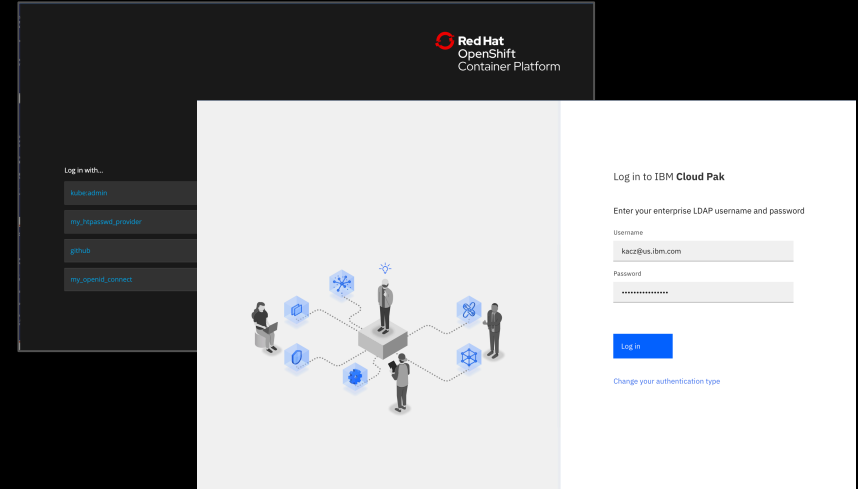 Red Hat
OpenShift
Container Platform
Log in with...
kube:admin
my_htpasswd_provider
github
my_openid_connect
Log in to IBM Cloud Pak
Enter your enterprise LDAP username and password
Username
kacz@us.ibm.com
Password
••••••••••••••••
Log in
Change your authentication type